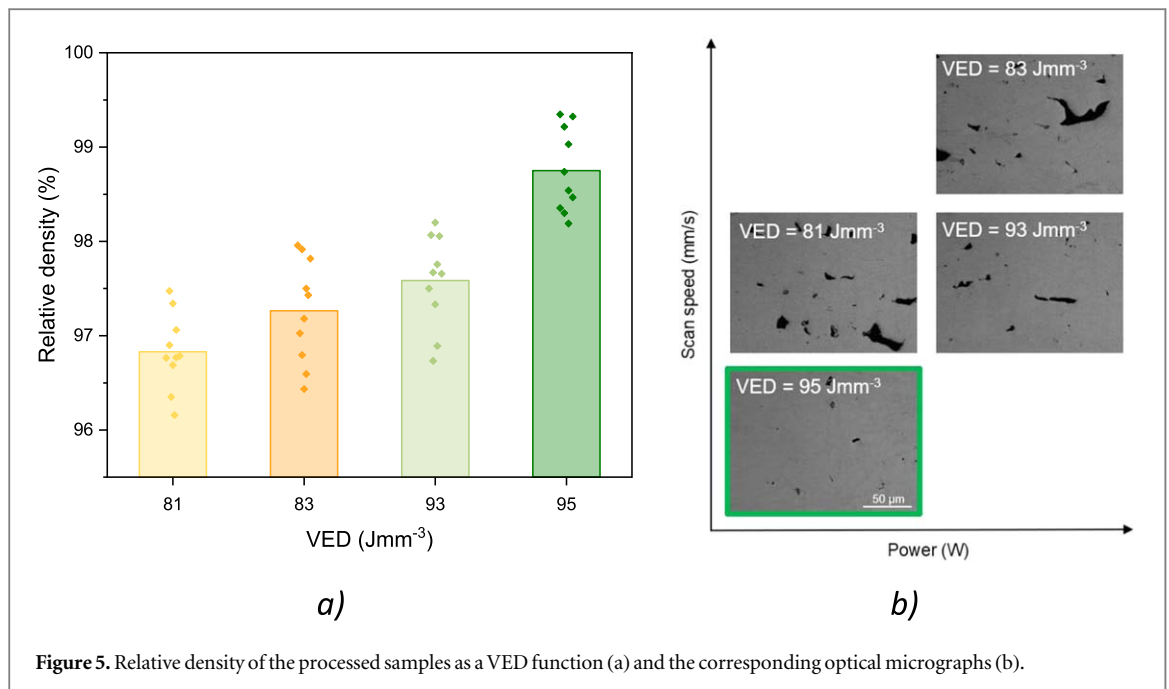 100
99
98
97
96
Relative density (%)
81
83
93
95
VED (Jmm⁻³)
a)
Scan speed (mm/s)
VED = 83 Jmm⁻³
VED = 81 Jmm⁻³
VED = 93 Jmm⁻³
VED = 95 Jmm⁻³
50 µm
Power (W)
b)
Figure 5. Relative density of the processed samples as a VED function (a) and the corresponding optical micrographs (b).